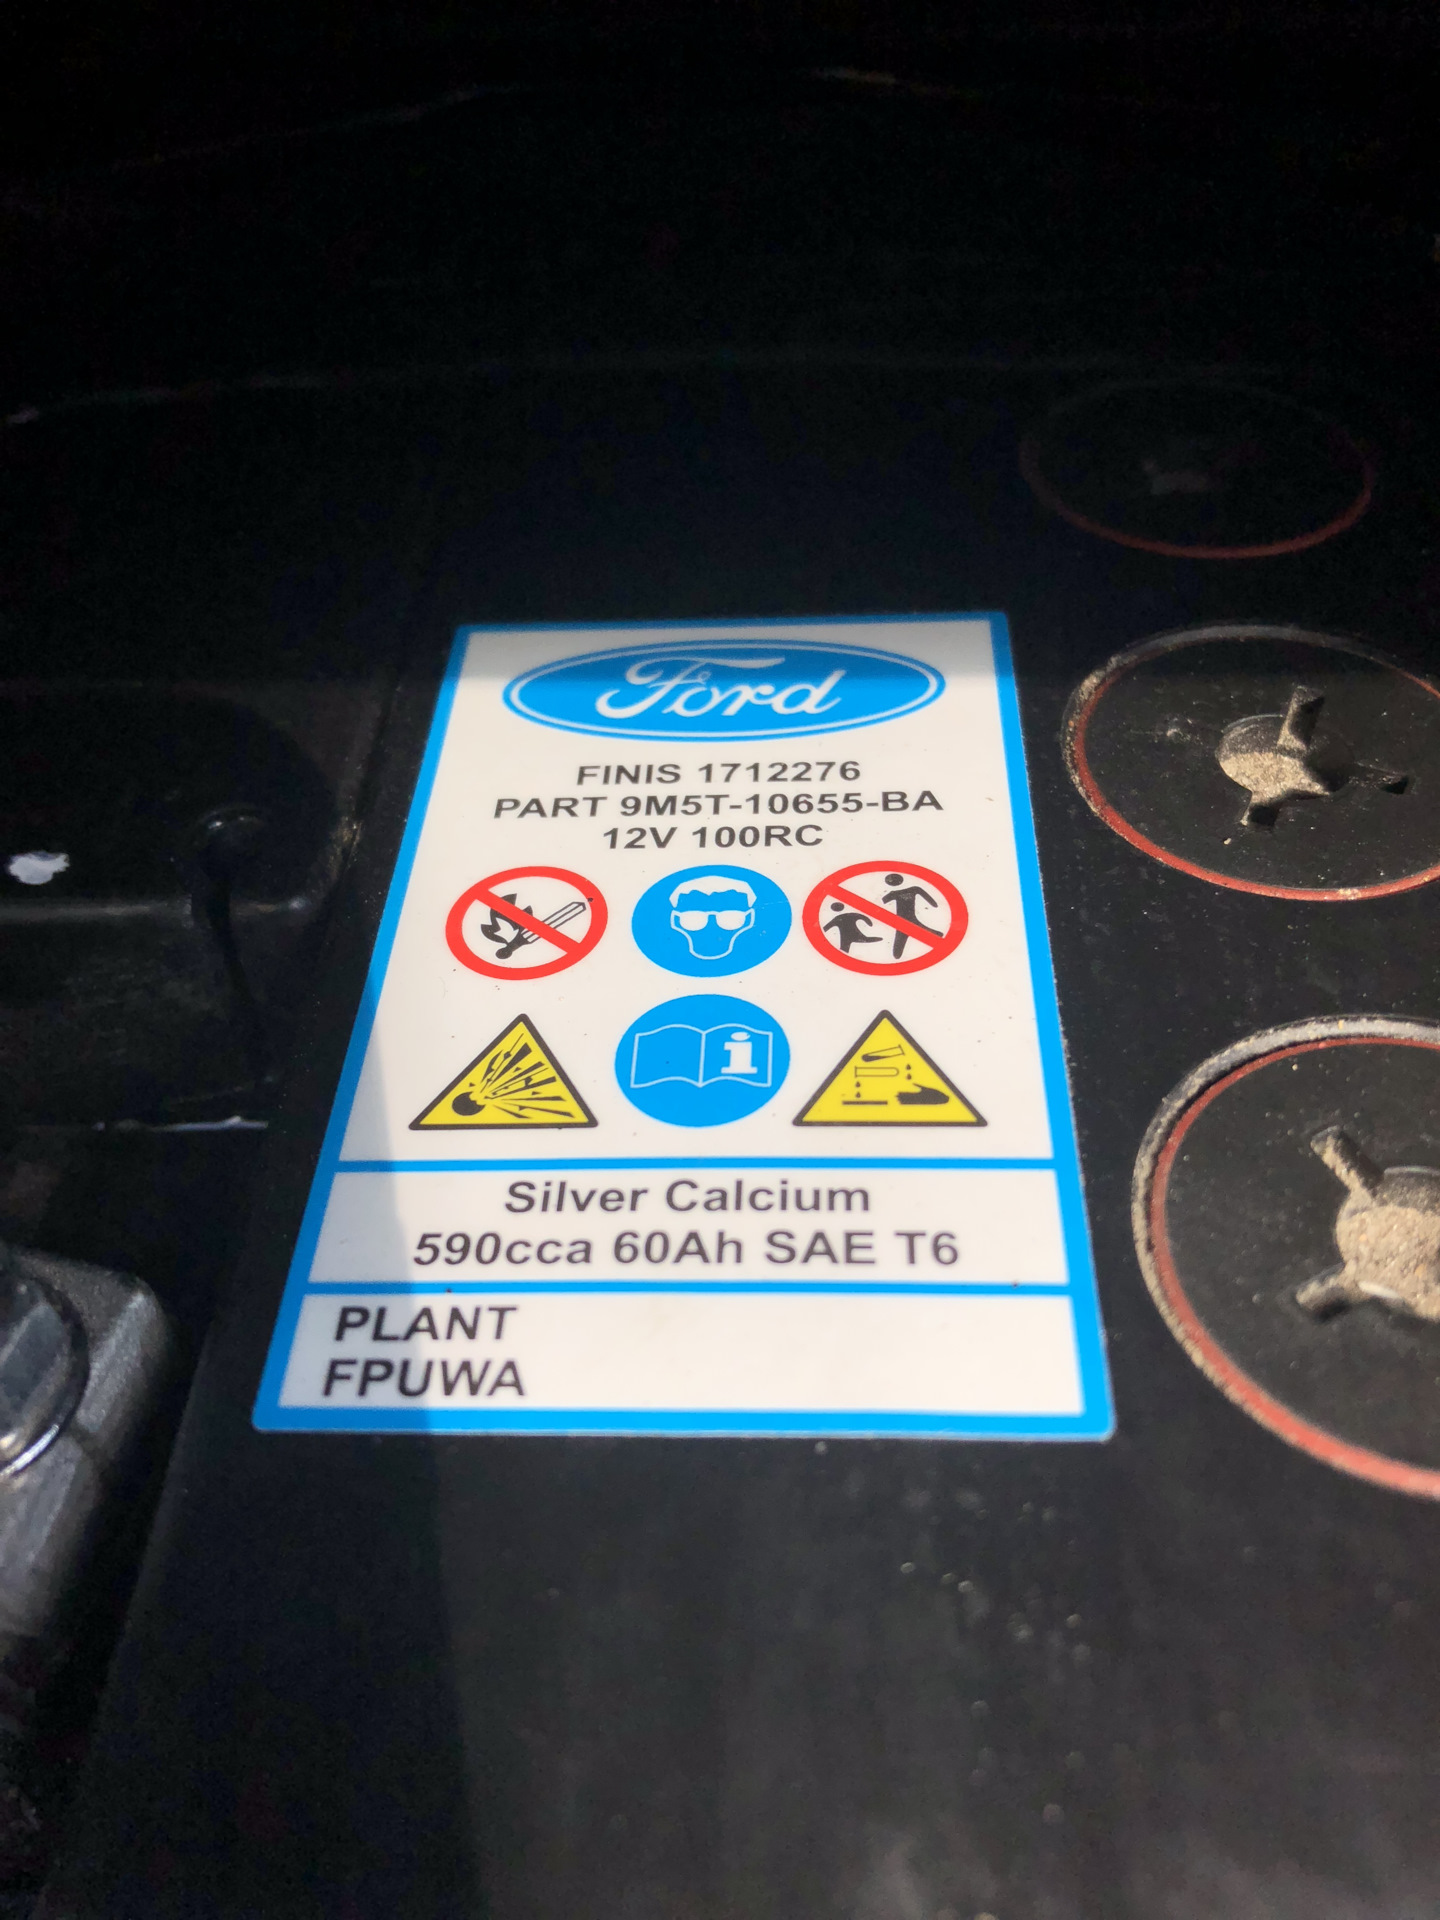 Ford
FINIS 1712276
PART 9M5T-10655-BA
12V 100RC
i
Silver Calcium
590cca 60Ah SAE T6
PLANT
FPUWA